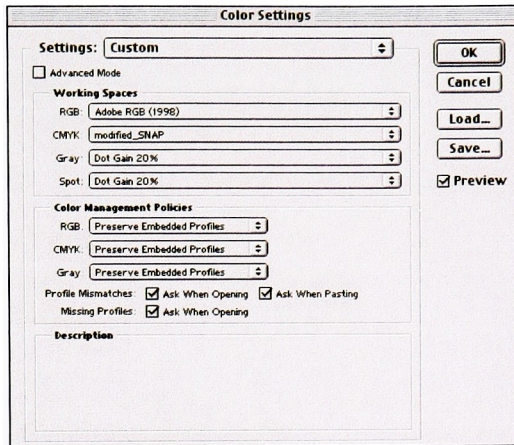 Color Settings
Settings: Custom
OK
Advanced Mode
Cancel
Working Spaces
RGB: Adobe RGB (1998)
Load...
CMYK modified_SNAP
Save...
Gray: Dot Gain 20%
Spot: Dot Gain 20%
Preview
Color Management Policies
RGB. Preserve Embedded Profiles
CMYK. Preserve Embedded Profiles
Gray Preserve Embedded Profiles
Profile Mismatches: Ask When Opening Ask When Pasting
Missing Profiles: Ask When Opening
Description